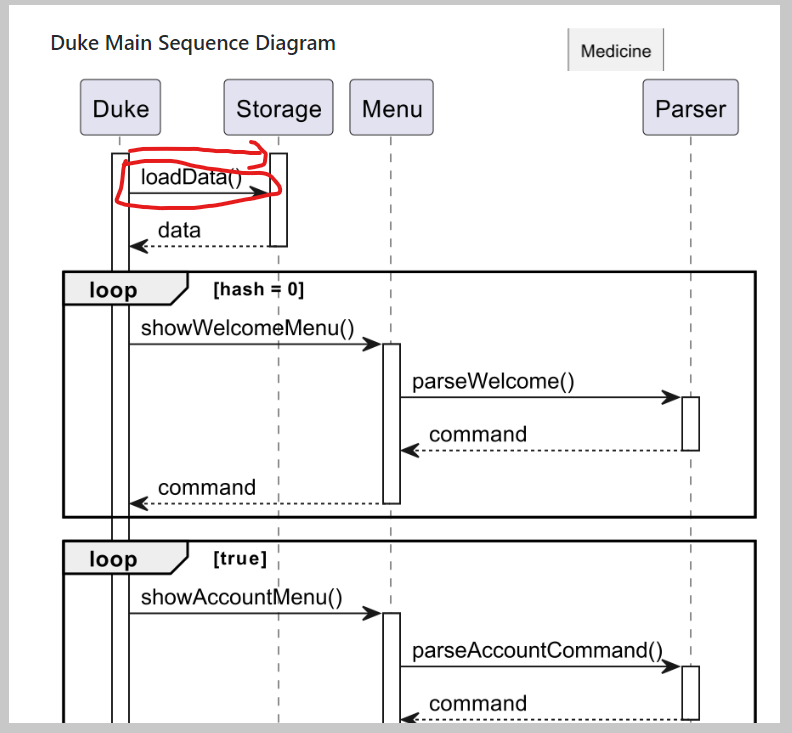 Duke Main Sequence Diagram
Medicine
Duke
Storage
Menu
Parser
loadData()
data
loop
[hash = 0]
showWelcomeMenu()
parseWelcome()
command
command
loop
[true]
showAccountMenu()
parseAccountCommand()
command